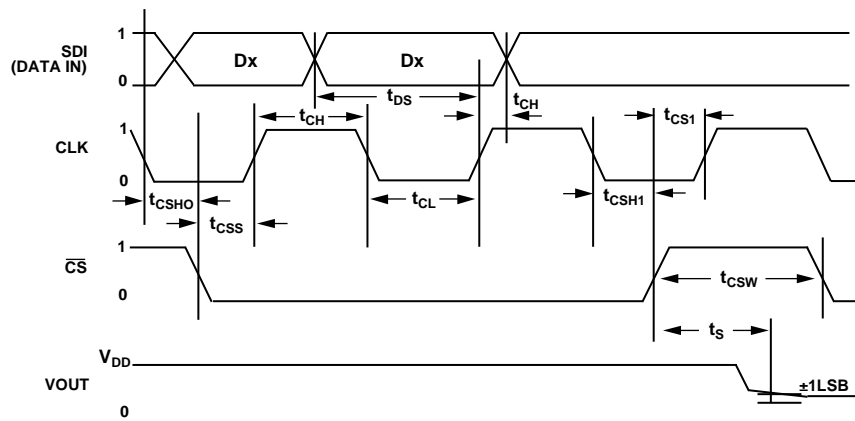 1
SDI
(DATA IN)
Dx
Dx
0
tDS
tCH
tCH
tCS1
1
CLK
0
tCSHO
tCSS
tCL
tCSH1
1
CS
0
tCSW
tS
VDD
VOUT
±1LSB
0